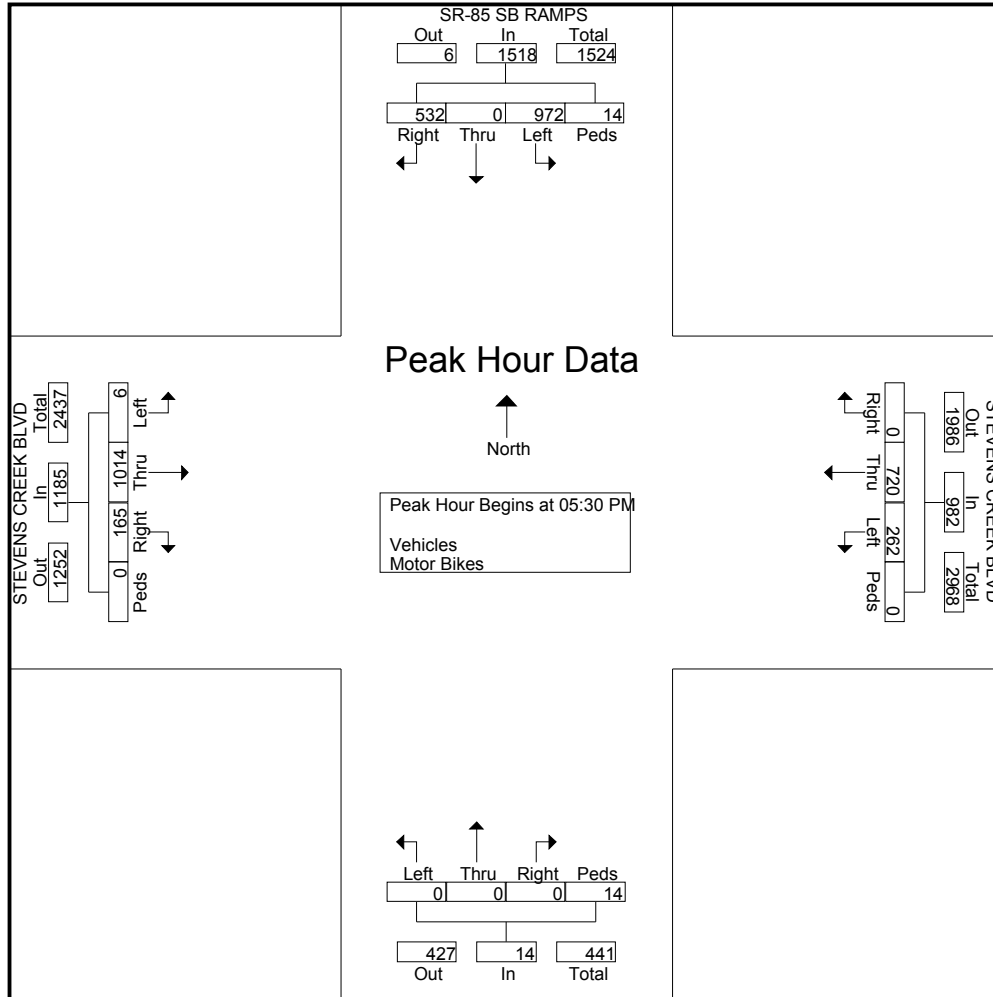 SR-85 SB RAMPS
Out In Total
6 1518 1524
532 0 972 14
Right Thru Left Peds
Peak Hour Data
North
Peak Hour Begins at 05:30 PM
Vehicles
Motor Bikes
STEVENS CREEK BLVD
Total In Out
2437 1185 1252
6 1014 165 0
Left Thru Right Peds
STEVENS CREEK BLVD
Out In Total
1986 982 2968
0 720 262 0
Right Thru Left Peds
Left Thru Right Peds
0 0 0 14
427 14 441
Out In Total